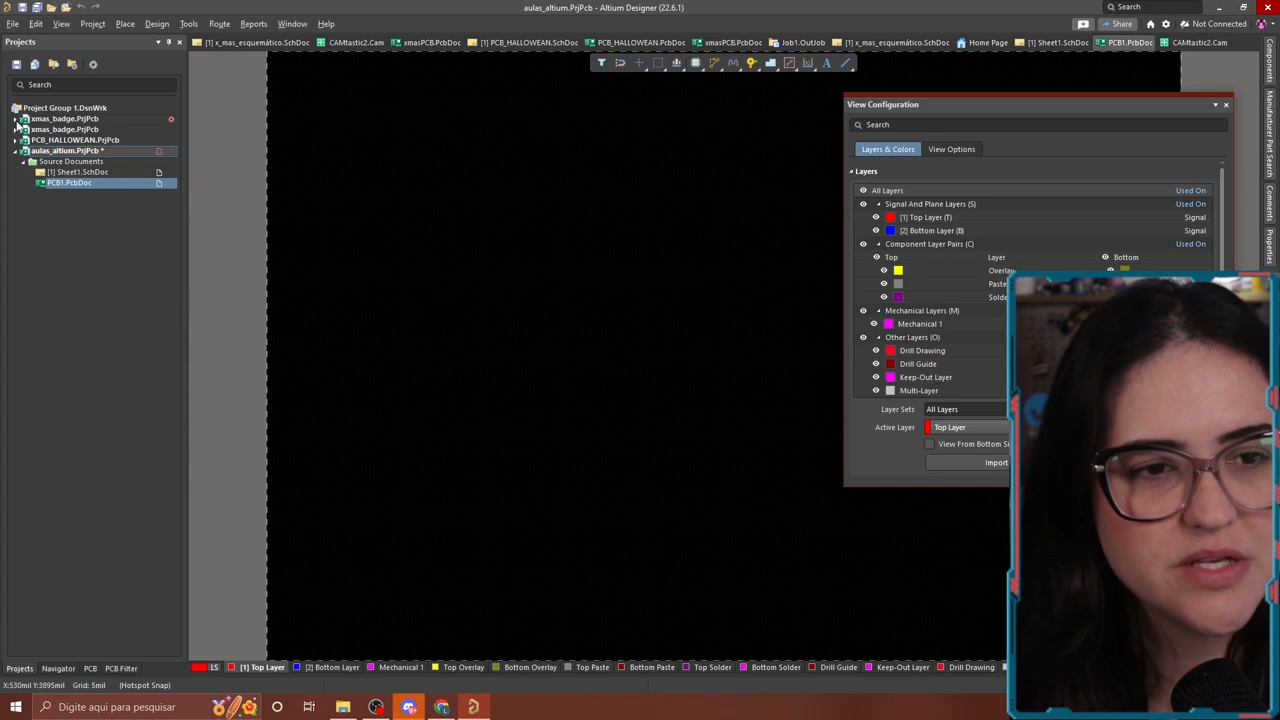 aulas_altium.PrjPcb - Altium Designer (22.6.1)
Search
File Edit View Project Place Design Tools Route Reports Window Help
Share
Not Connected
Projects
[1] x_mas_esquemático.SchDoc
CAMtastic2.Cam
xmasPCB.PcbDoc
[1] PCB_HALLOWEAN.SchDoc
PCB_HALLOWEAN.PcbDoc
xmasPCB.PcbDoc
Job1.OutJob
[1] x_mas_esquemático.SchDoc
Home Page
[1] Sheet1.SchDoc
PCB1.PcbDoc
CAMtastic2.Cam
Search
Project Group 1.DsnWrk
xmas_badge.PrjPcb
xmas_badge.PrjPcb
PCB_HALLOWEAN.PrjPcb
aulas_altium.PrjPcb *
Source Documents
[1] Sheet1.SchDoc
PCB1.PcbDoc
View Configuration
Search
Layers & Colors View Options
Layers
All Layers Used On
Signal And Plane Layers (S) Used On
[1] Top Layer (T) Signal
[2] Bottom Layer (B) Signal
Component Layer Pairs (C) Used On
Top Layer Bottom
Overlay
Paste
Solde
Mechanical Layers (M)
Mechanical 1
Other Layers (O)
Drill Drawing
Drill Guide
Keep-Out Layer
Multi-Layer
Layer Sets All Layers
Active Layer Top Layer
View From Bottom Si
Import
Components
Manufacturer Part Search
Comments
Properties
Projects Navigator PCB PCB Filter
LS [1] Top Layer [2] Bottom Layer Mechanical 1 Top Overlay Bottom Overlay Top Paste Bottom Paste Top Solder Bottom Solder Drill Guide Keep-Out Layer Drill Drawing
X:530mil Y:3895mil Grid: 5mil (Hotspot Snap)
Digite aqui para pesquisar